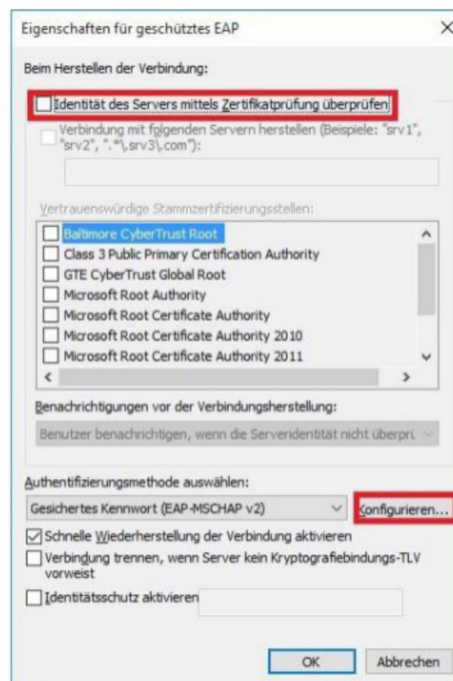 Eigenschaften für geschütztes EAP
Beim Herstellen der Verbindung:
Identität des Servers mittels Zertifikatprüfung überprüfen
Verbindung mit folgenden Servern herstellen (Beispiele: "srv1",
"srv2", ".*\.srv3\.com"):
Vertrauenswürdige Stammzertifizierungsstellen:
Baltimore CyberTrust Root
Class 3 Public Primary Certification Authority
GTE CyberTrust Global Root
Microsoft Root Authority
Microsoft Root Certificate Authority
Microsoft Root Certificate Authority 2010
Microsoft Root Certificate Authority 2011
Benachrichtigungen vor der Verbindungsherstellung:
Benutzer benachrichtigen, wenn die Serveridentität nicht überprü
Authentifizierungsmethode auswählen:
Gesichertes Kennwort (EAP-MSCHAP v2) Konfigurieren...
Schnelle Wiederherstellung der Verbindung aktivieren
Verbindung trennen, wenn Server kein Kryptografiebindungs-TLV
vorweist
Identitätsschutz aktivieren
OK Abbrechen